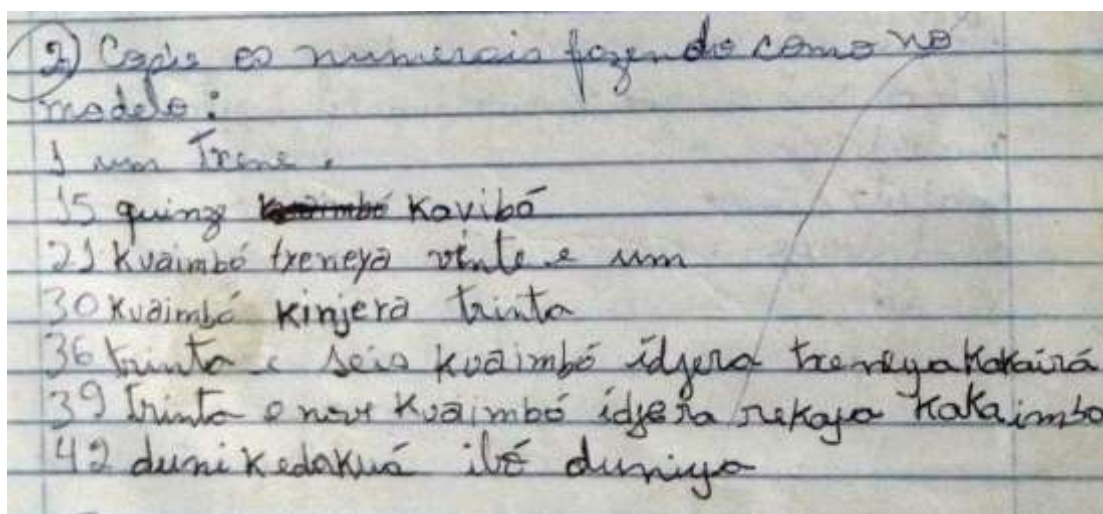 2) Copie os numerais fazendo como no
modelo:
1 um Trene.
15 quinze Kavibó
21 Kuaimbó treneya vinte e um
30 Kuaimbó kinjera trinta
36 trinta e seis kuaimbó idjera treneya kakairá
39 trinta e nove Kuaimbó idjera rekaja kakaimbo
42 duni kedakuá ibó duniya